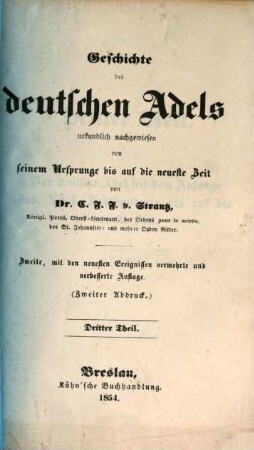 Geschichte
des
deutschen Adels
urkundlich nachgewiesen
von
seinem Ursprunge bis auf die neueste Zeit
von
Dr. C. F. F. v. Strantz,
Königl. Preuß. Oberst-Lieutenant, des Ordens pour le mérite,
des St. Johanniter- und mehrer Orden Ritter.
Zweite, mit den neuesten Ereignissen vermehrte und
verbesserte Auflage.
(Zweiter Abdruck.)
Dritter Theil.
Breslau,
Kühn'sche Buchhandlung.
1854.